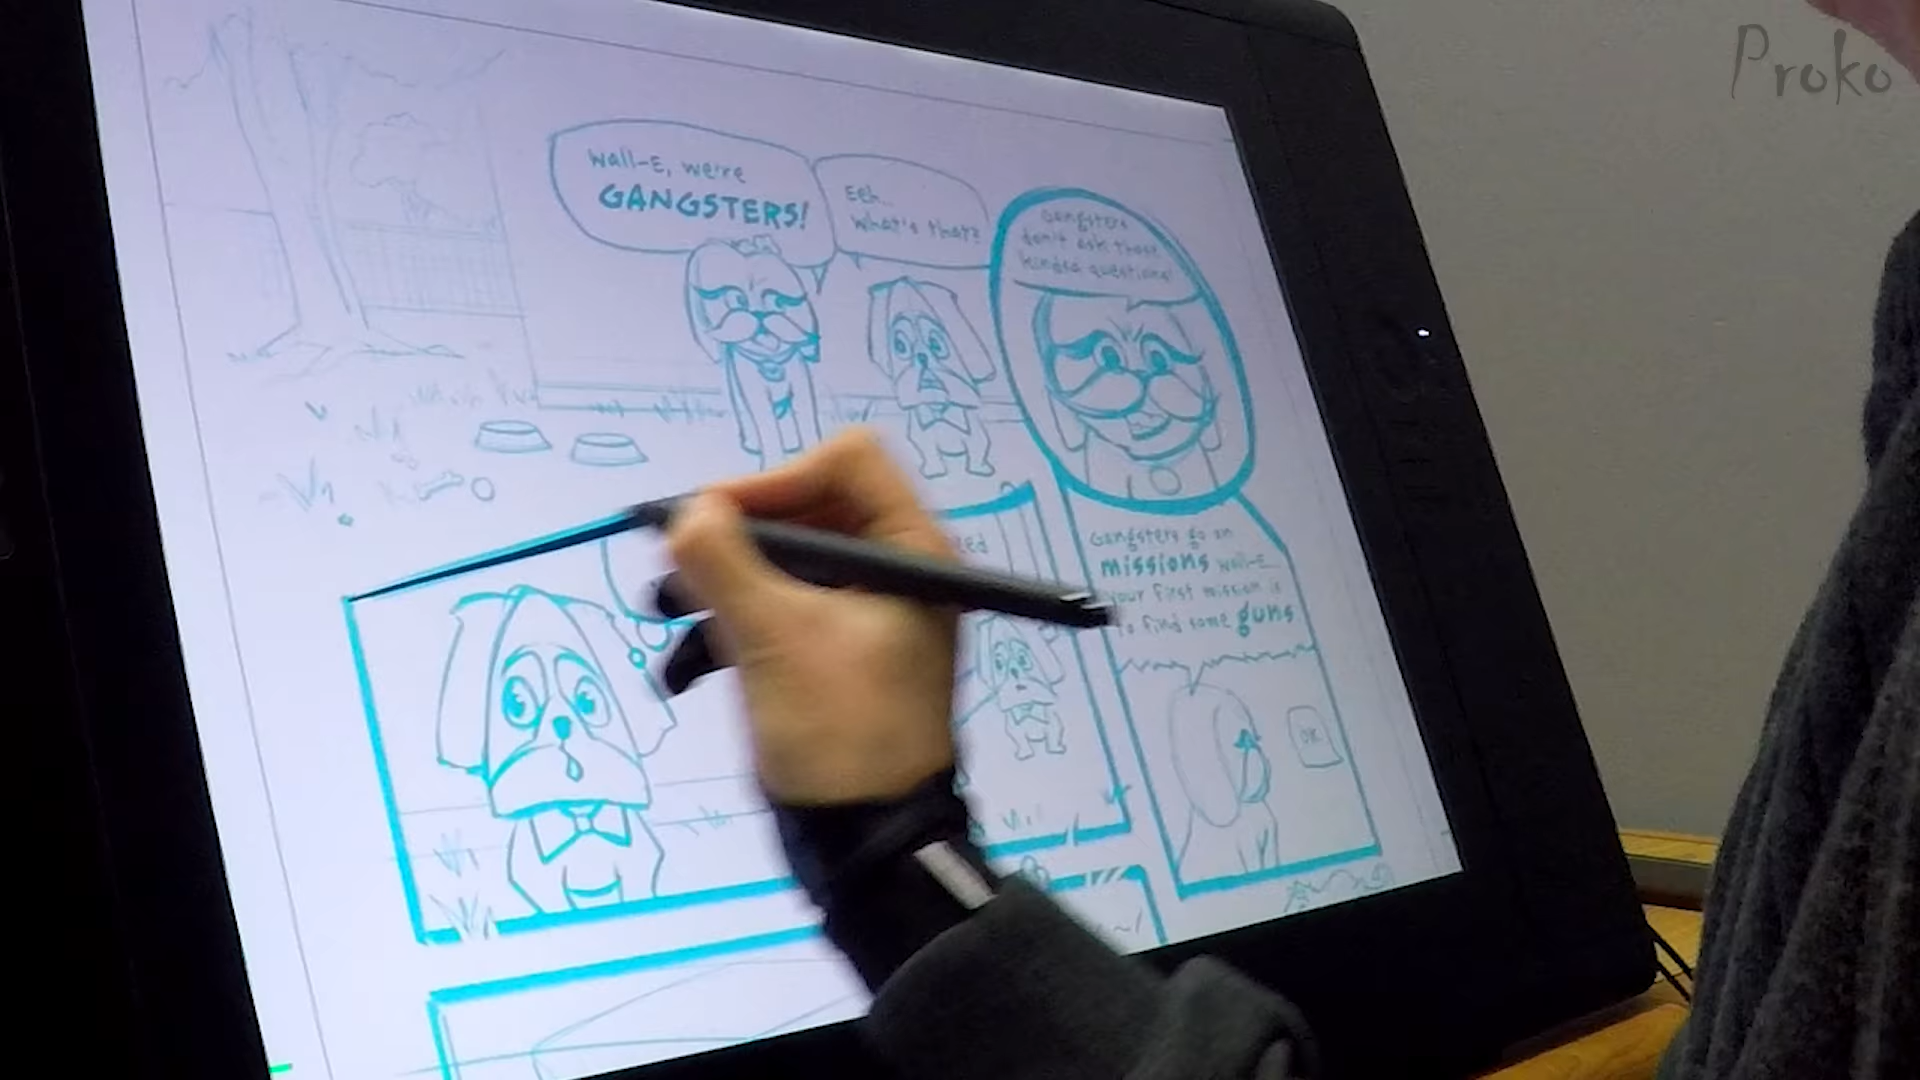 Proko
Wall-E, we're
GANGSTERS!
Eeh..
What's that?
Gangsters
don't ask those
kinda questions!
eed
Gangsters go on
missions Wall-E...
your first mission is
to find some guns
OK